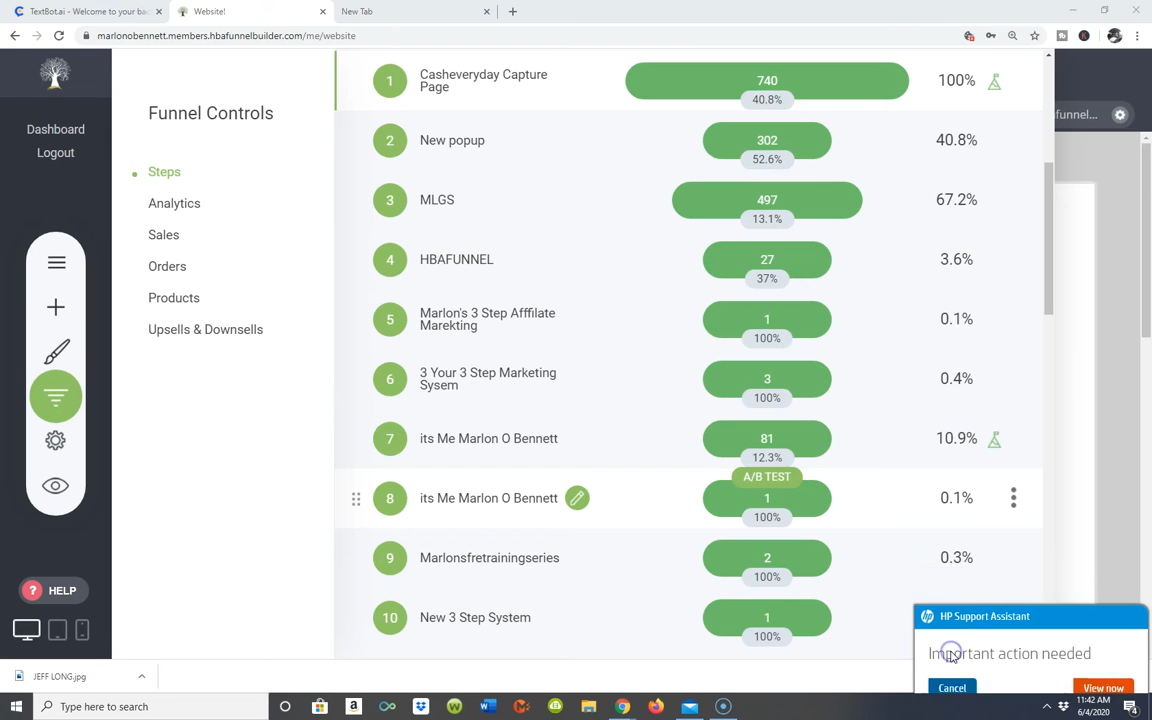 TextBot.ai - Welcome to your ba
Website!
New Tab
marlonobennett.members.hbafunnelbuilder.com/me/website
Dashboard
Logout
HELP
Funnel Controls
Steps
Analytics
Sales
Orders
Products
Upsells & Downsells
1 Casheveryday Capture Page 740 40.8% 100%
2 New popup 302 52.6% 40.8%
3 MLGS 497 13.1% 67.2%
4 HBAFUNNEL 27 37% 3.6%
5 Marlon's 3 Step Afffilate Marekting 1 100% 0.1%
6 3 Your 3 Step Marketing Sysem 3 100% 0.4%
7 its Me Marlon O Bennett 81 12.3% 10.9%
A/B TEST
8 its Me Marlon O Bennett 1 100% 0.1%
9 Marlonsfretrainingseries 2 100% 0.3%
10 New 3 Step System 1 100%
funnel...
HP Support Assistant
Important action needed
Cancel
View now
JEFF LONG.jpg
Type here to search
11:42 AM
6/4/2020
4